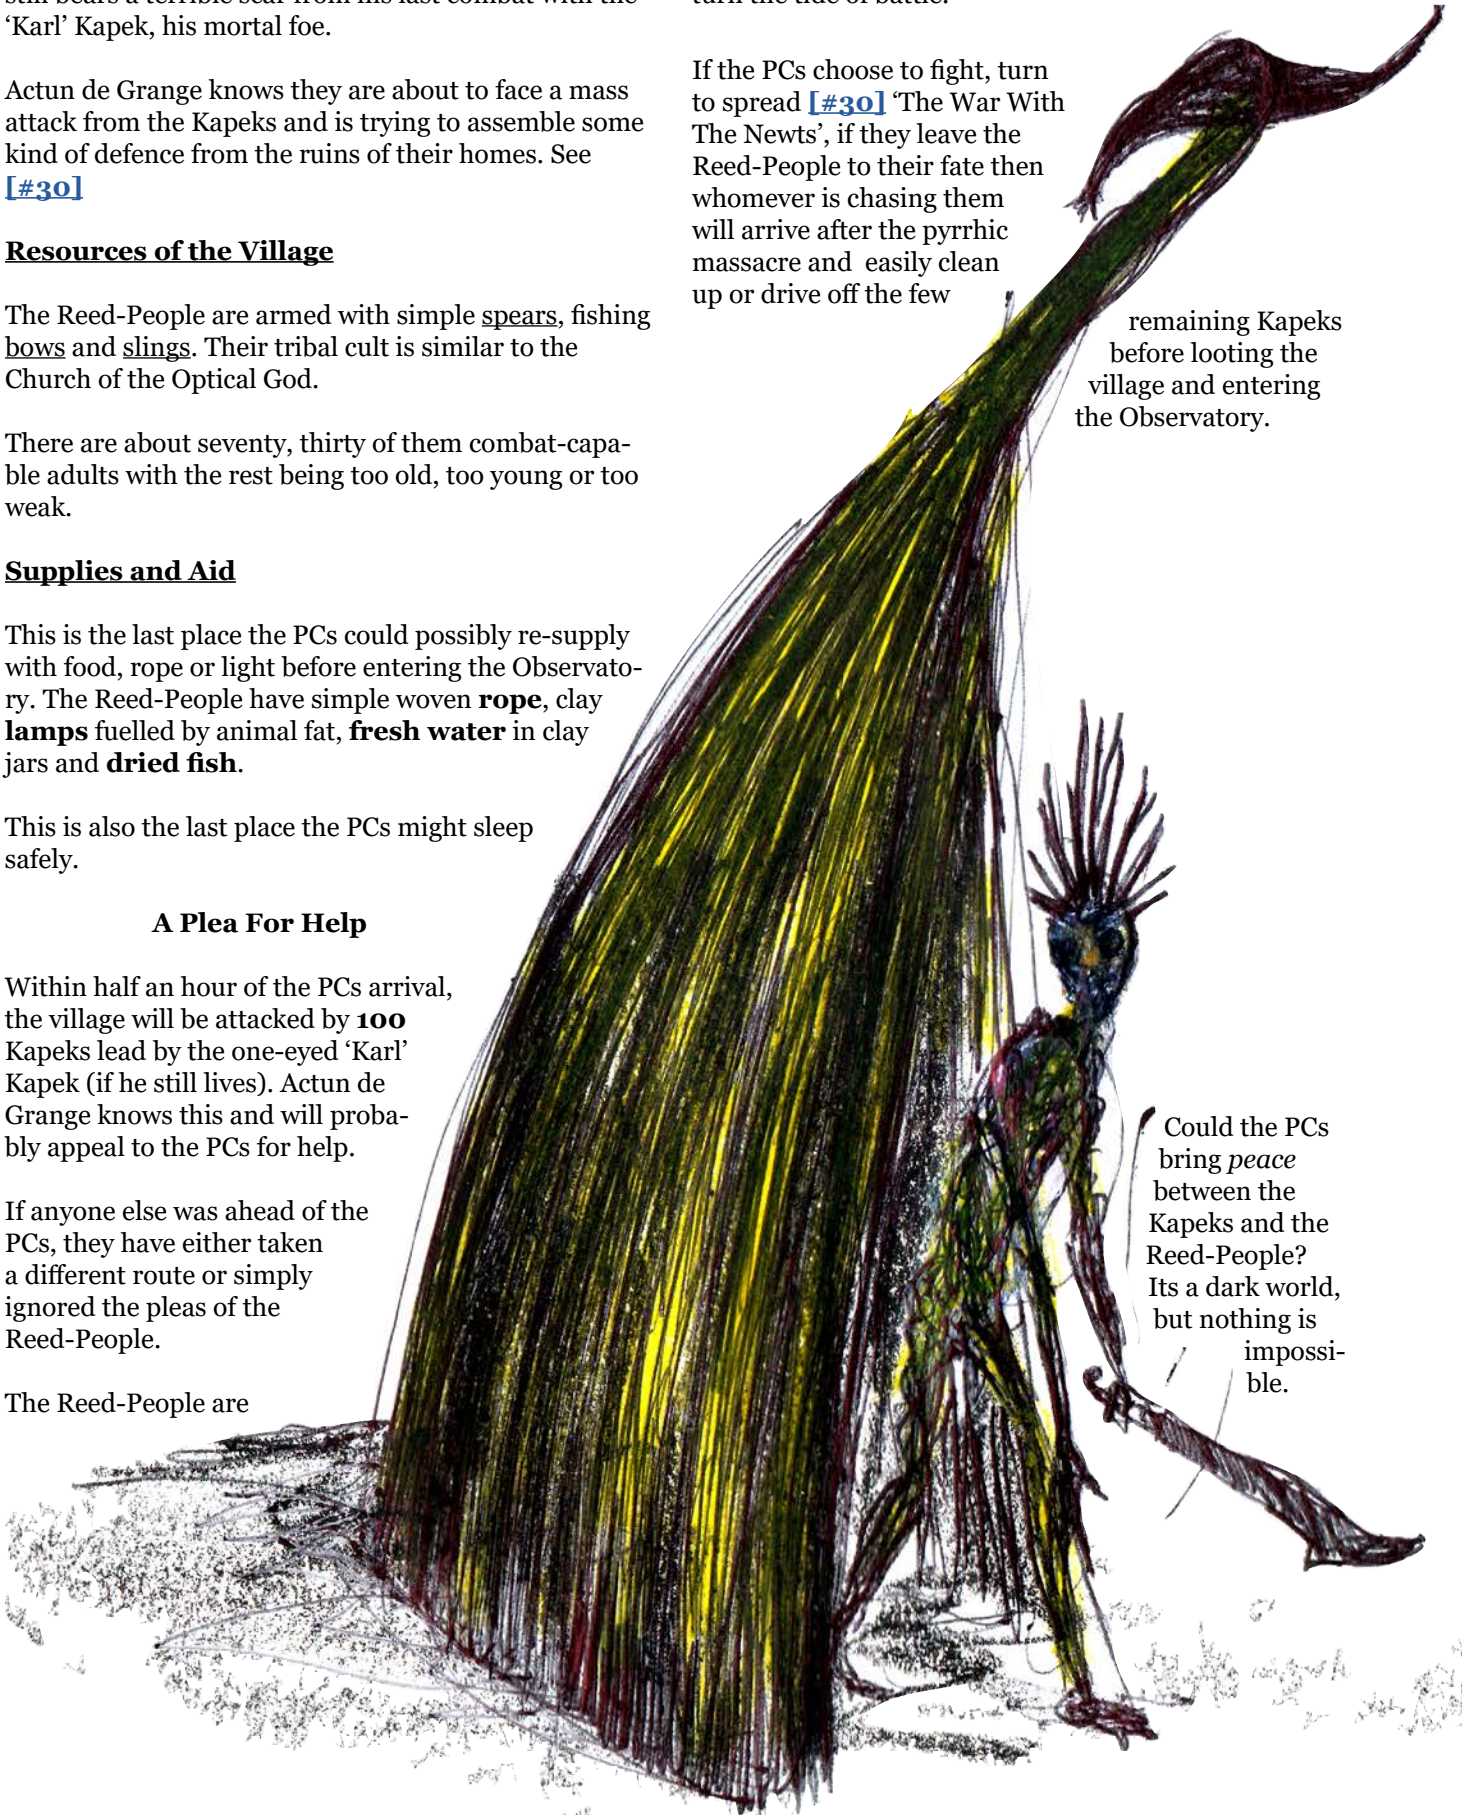 still bears a terrible scar from his last combat with the
‘Karl’ Kapek, his mortal foe.
Actun de Grange knows they are about to face a mass
attack from the Kapeks and is trying to assemble some
kind of defence from the ruins of their homes. See
[#30]
Resources of the Village
The Reed-People are armed with simple spears, fishing
bows and slings. Their tribal cult is similar to the
Church of the Optical God.
There are about seventy, thirty of them combat-capa-
ble adults with the rest being too old, too young or too
weak.
Supplies and Aid
This is the last place the PCs could possibly re-supply
with food, rope or light before entering the Observato-
ry. The Reed-People have simple woven rope, clay
lamps fuelled by animal fat, fresh water in clay
jars and dried fish.
This is also the last place the PCs might sleep
safely.
A Plea For Help
Within half an hour of the PCs arrival,
the village will be attacked by 100
Kapeks lead by the one-eyed ‘Karl’
Kapek (if he still lives). Actun de
Grange knows this and will proba-
bly appeal to the PCs for help.
If anyone else was ahead of the
PCs, they have either taken
a different route or simply
ignored the pleas of the
Reed-People.
The Reed-People are
turn the tide of battle.
If the PCs choose to fight, turn
to spread [#30] ‘The War With
The Newts’, if they leave the
Reed-People to their fate then
whomever is chasing them
will arrive after the pyrrhic
massacre and easily clean
up or drive off the few
remaining Kapeks
before looting the
village and entering
the Observatory.
Could the PCs
bring peace
between the
Kapeks and the
Reed-People?
Its a dark world,
but nothing is
impossi-
ble.